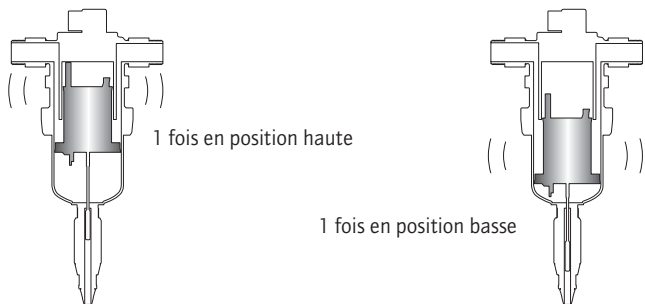 1 fois en position haute
1 fois en position basse